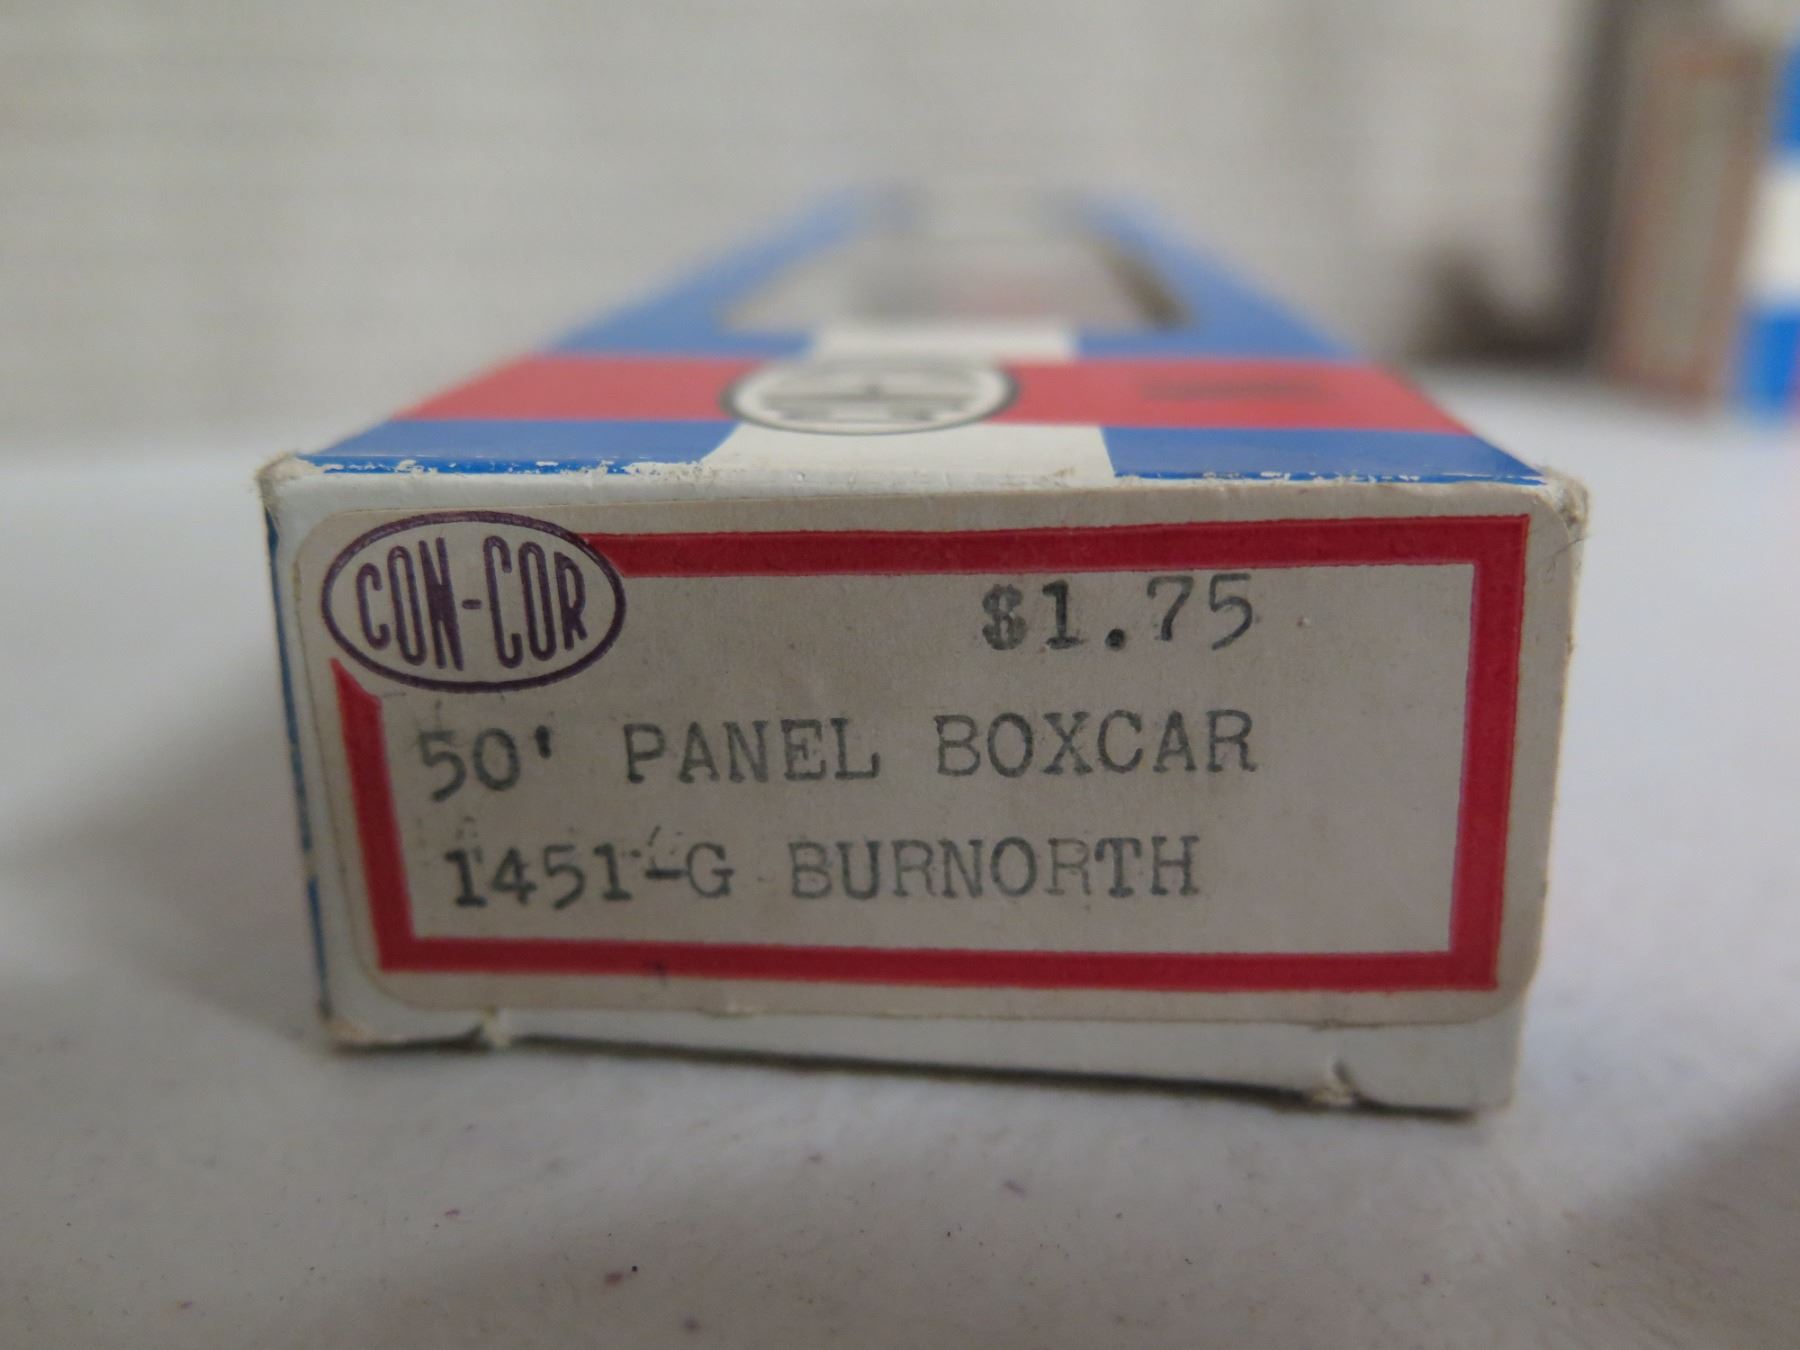 CON-COR
$1.75
50' PANEL BOXCAR
1451-G BURNORTH